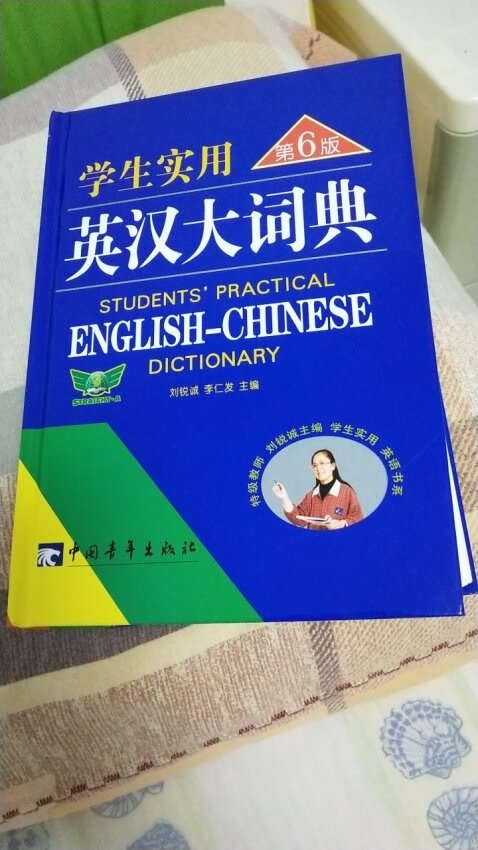 第6版
学生实用
英汉大词典
STUDENTS' PRACTICAL
ENGLISH-CHINESE
DICTIONARY
STRAIGHT-A
刘锐诚 李仁发 主编
特级教师 刘锐诚主编 学生实用 英语书系
中国青年出版社